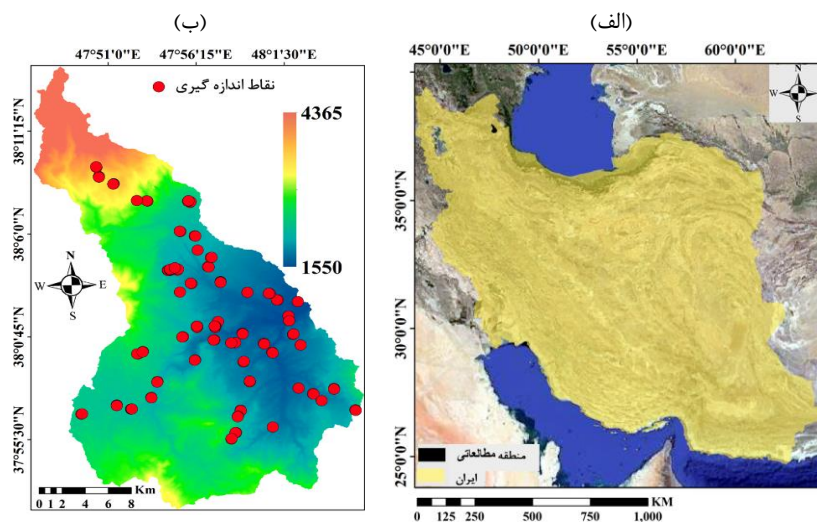 (ب)
(الف)
47°51'0"E
47°56'15"E
48°1'30"E
نقاط اندازه گیری
4365
1550
38°11'15"N
38°6'0"N
38°0'45"N
37°55'30"N
N
W
E
S
Km
0 1 2 4 6 8
45°0'0"E
50°0'0"E
55°0'0"E
60°0'0"E
N
W
E
S
35°0'0"N
30°0'0"N
25°0'0"N
منطقه مطالعاتی
ایران
KM
0 125 250 500 750 1,000